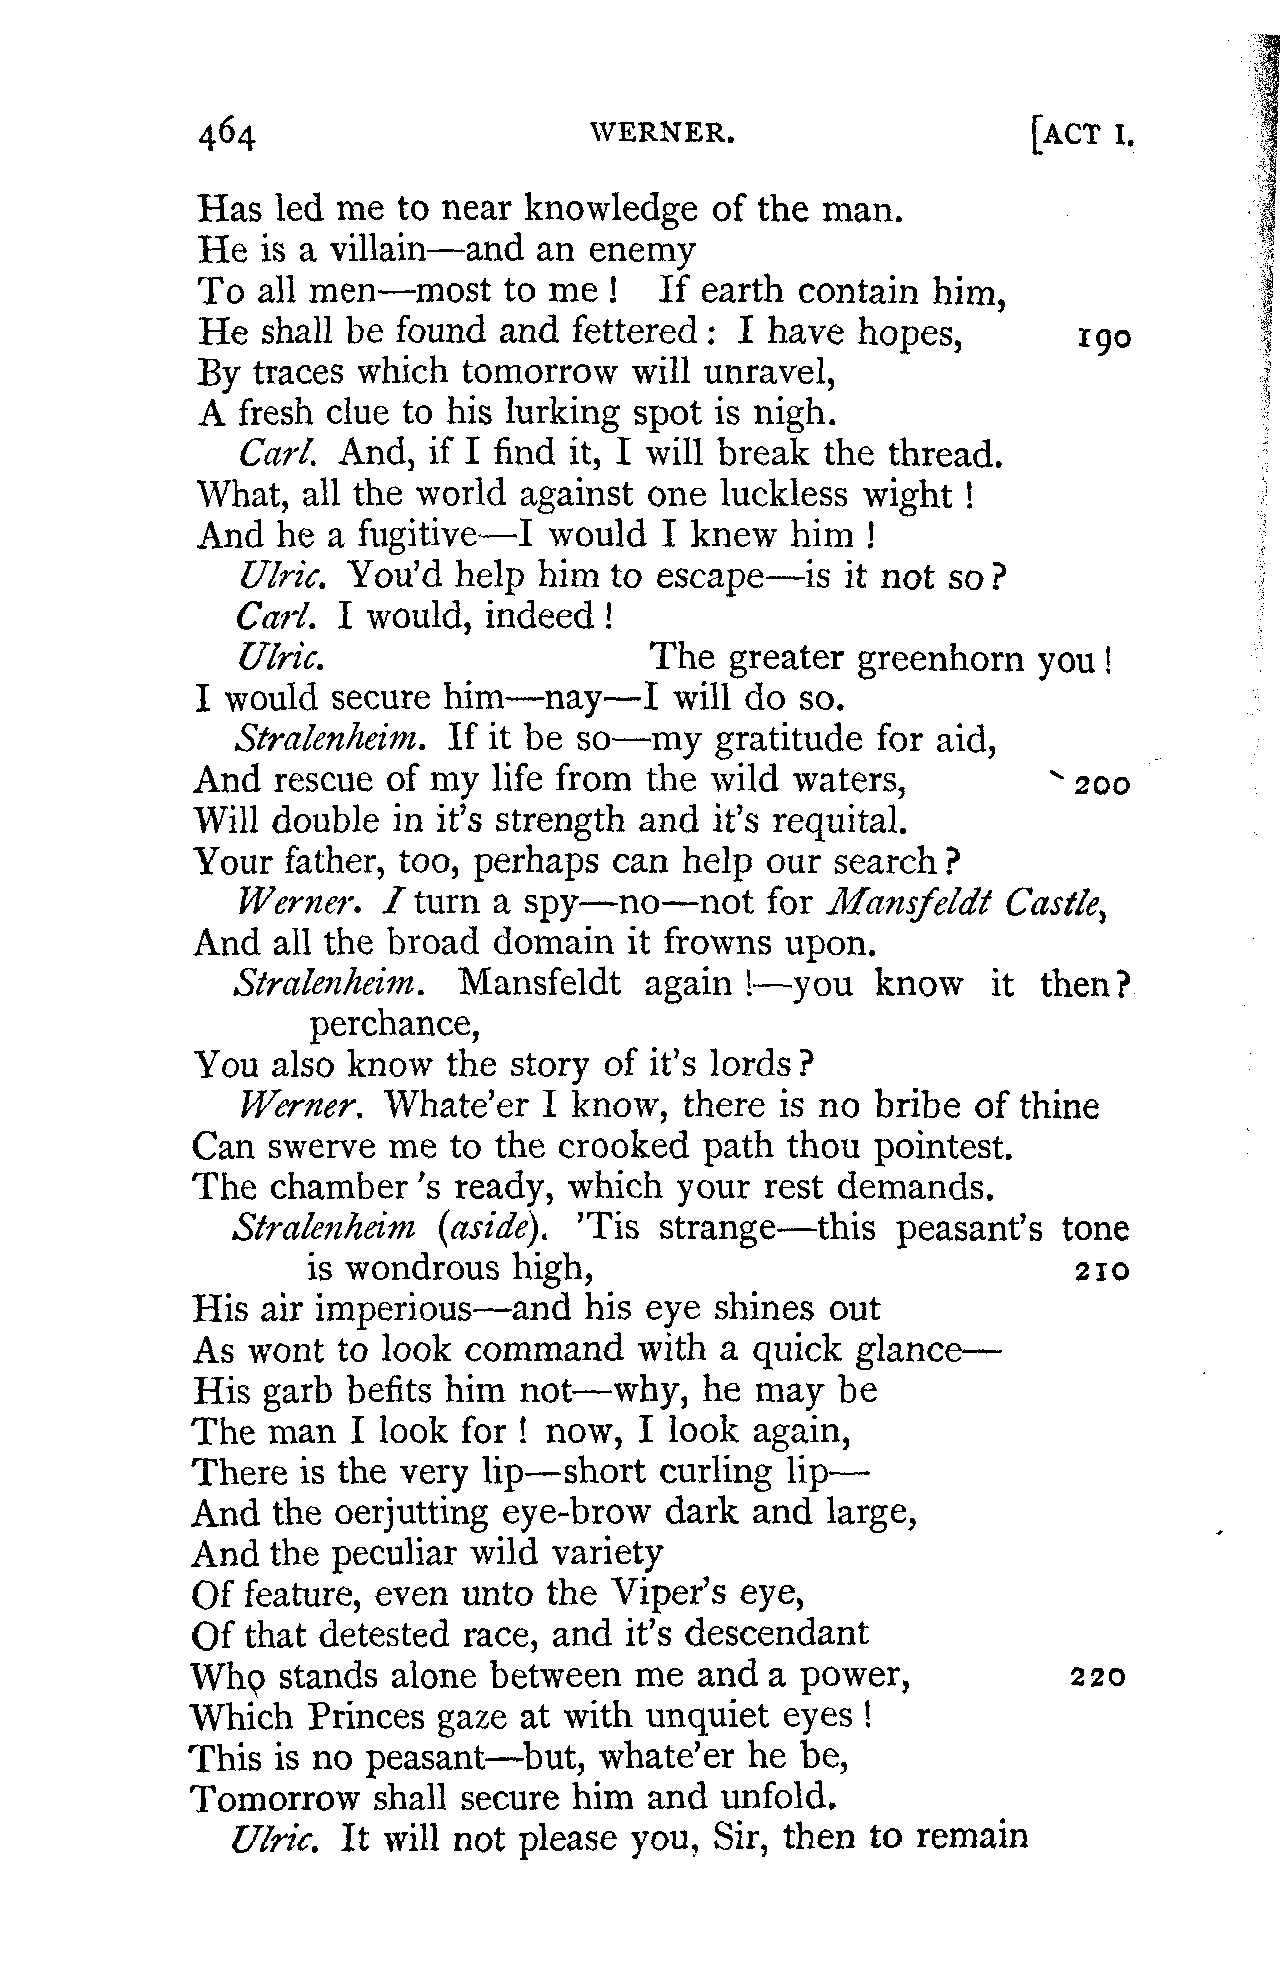 464 WERNER. [ACT I.
Has led me to near knowledge of the man.
He is a villain—and an enemy
To all men—most to me ! If earth contain him,
He shall be found and fettered : I have hopes, 190
By traces which tomorrow will unravel,
A fresh clue to his lurking spot is nigh.
Carl. And, if I find it, I will break the thread.
What, all the world against one luckless wight !
And he a fugitive—I would I knew him !
Ulric. You'd help him to escape—is it not so ?
Carl. I would, indeed !
Ulric. The greater greenhorn you !
I would secure him—nay—I will do so.
Stralenheim. If it be so—my gratitude for aid,
And rescue of my life from the wild waters, 200
Will double in it's strength and it's requital.
Your father, too, perhaps can help our search ?
Werner. I turn a spy—no—not for Mansfeldt Castle,
And all the broad domain it frowns upon.
Stralenheim. Mansfeldt again !—you know it then ?
perchance,
You also know the story of it's lords ?
Werner. Whate'er I know, there is no bribe of thine
Can swerve me to the crooked path thou pointest.
The chamber 's ready, which your rest demands.
Stralenheim (aside). 'Tis strange—this peasant's tone
is wondrous high, 210
His air imperious—and his eye shines out
As wont to look command with a quick glance—
His garb befits him not—why, he may be
The man I look for ! now, I look again,
There is the very lip—short curling lip—
And the oerjutting eye-brow dark and large,
And the peculiar wild variety
Of feature, even unto the Viper's eye,
Of that detested race, and it's descendant
Who stands alone between me and a power, 220
Which Princes gaze at with unquiet eyes !
This is no peasant—but, whate'er he be,
Tomorrow shall secure him and unfold.
Ulric. It will not please you, Sir, then to remain